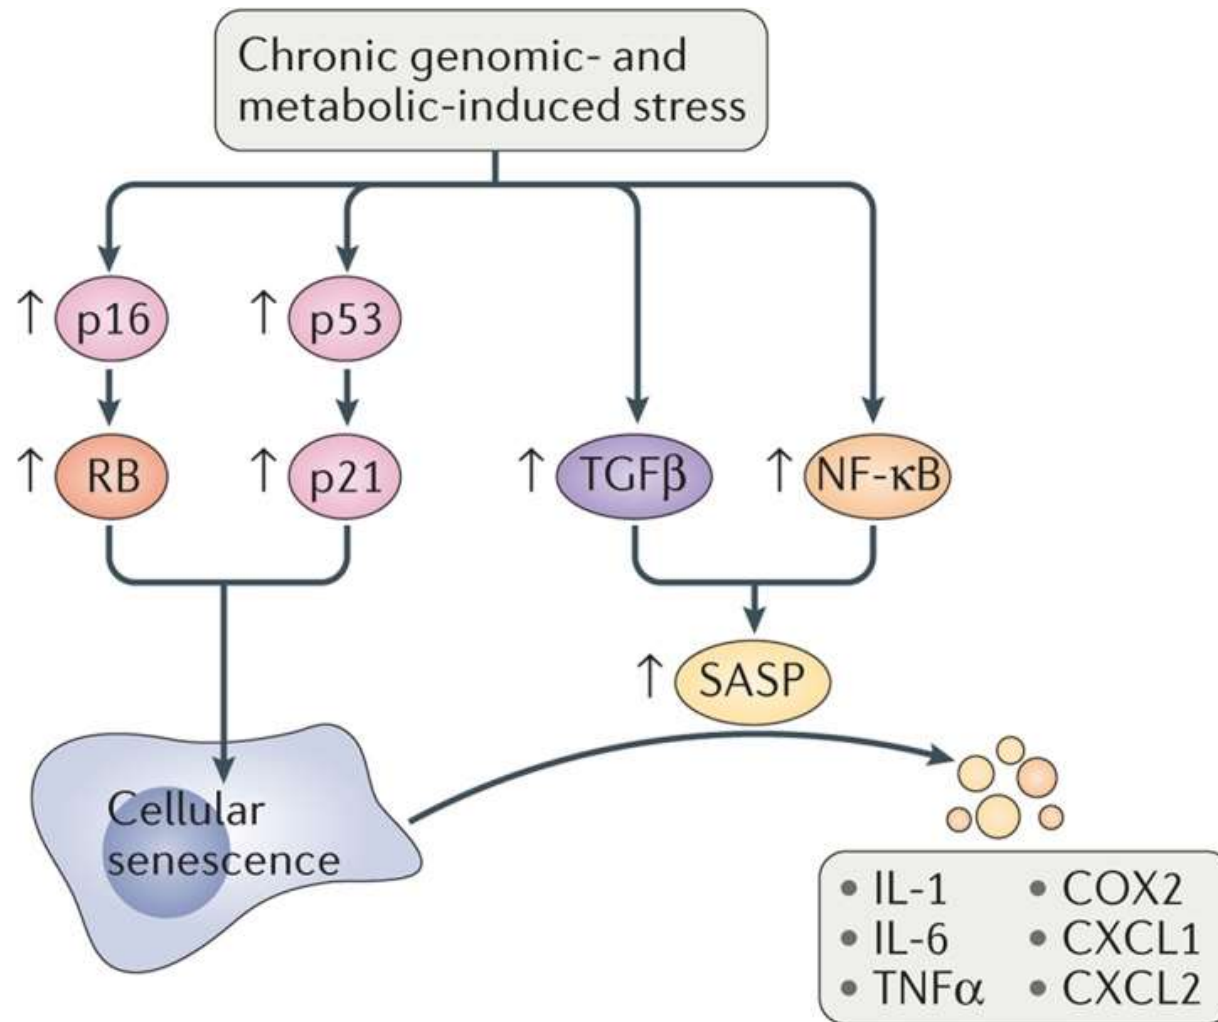 Chronic genomic- and
metabolic-induced stress
↑ p16
↑ p53
↑ RB
↑ p21
↑ TGFβ
↑ NF-κB
↑ SASP
Cellular
senescence
• IL-1
• IL-6
• TNFα
• COX2
• CXCL1
• CXCL2